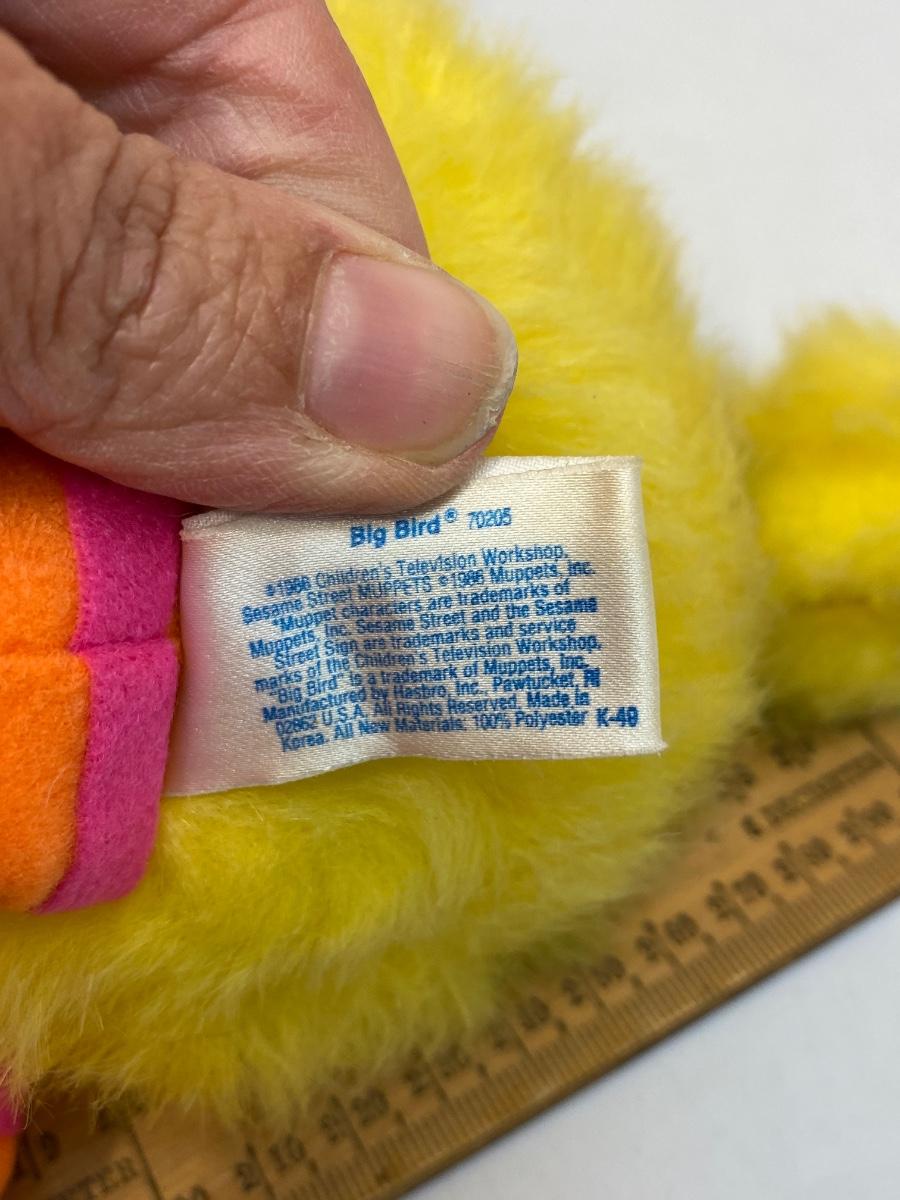 Big Bird® 70205
©1986 Children's Television Workshop.
Sesame Street MUPPETS ©1986 Muppets, Inc.
Muppet characters are trademarks of
Muppets, Inc. Sesame Street and the Sesame
Street Sign are trademarks and service
marks of the Children's Television Workshop.
"Big Bird" is a trademark of Muppets, Inc.
Manufactured by Hasbro, Inc. Pawtucket, RI
02862 U.S.A. All Rights Reserved. Made in
Korea. All New Materials: 100% Polyester K-49